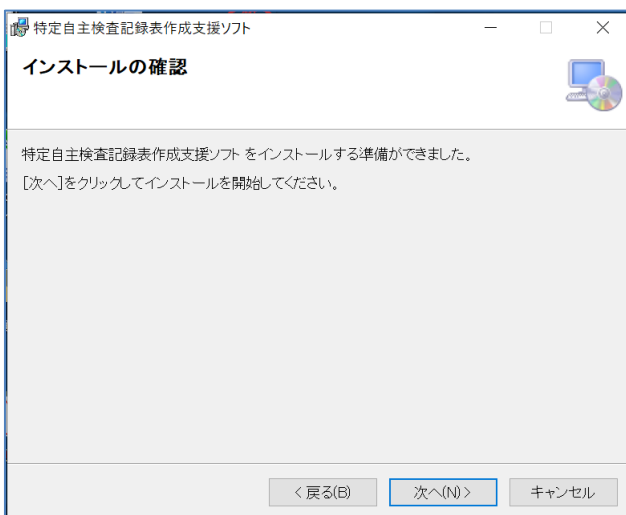 特定自主検査記録表作成支援ソフト
インストールの確認
特定自主検査記録表作成支援ソフト をインストールする準備ができました。
[次へ]をクリックしてインストールを開始してください。
< 戻る(B)
次へ(N) >
キャンセル